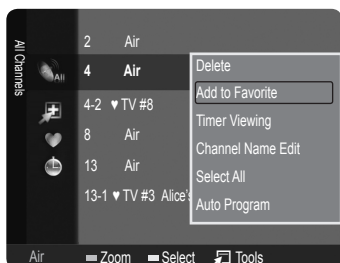 All Channels
All
2 Air
4 Air
4-2 ♥ TV #8
8 Air
13 Air
13-1 ♥ TV #3 Alice's
Delete
Add to Favorite
Timer Viewing
Channel Name Edit
Select All
Auto Program
Air Zoom Select Tools